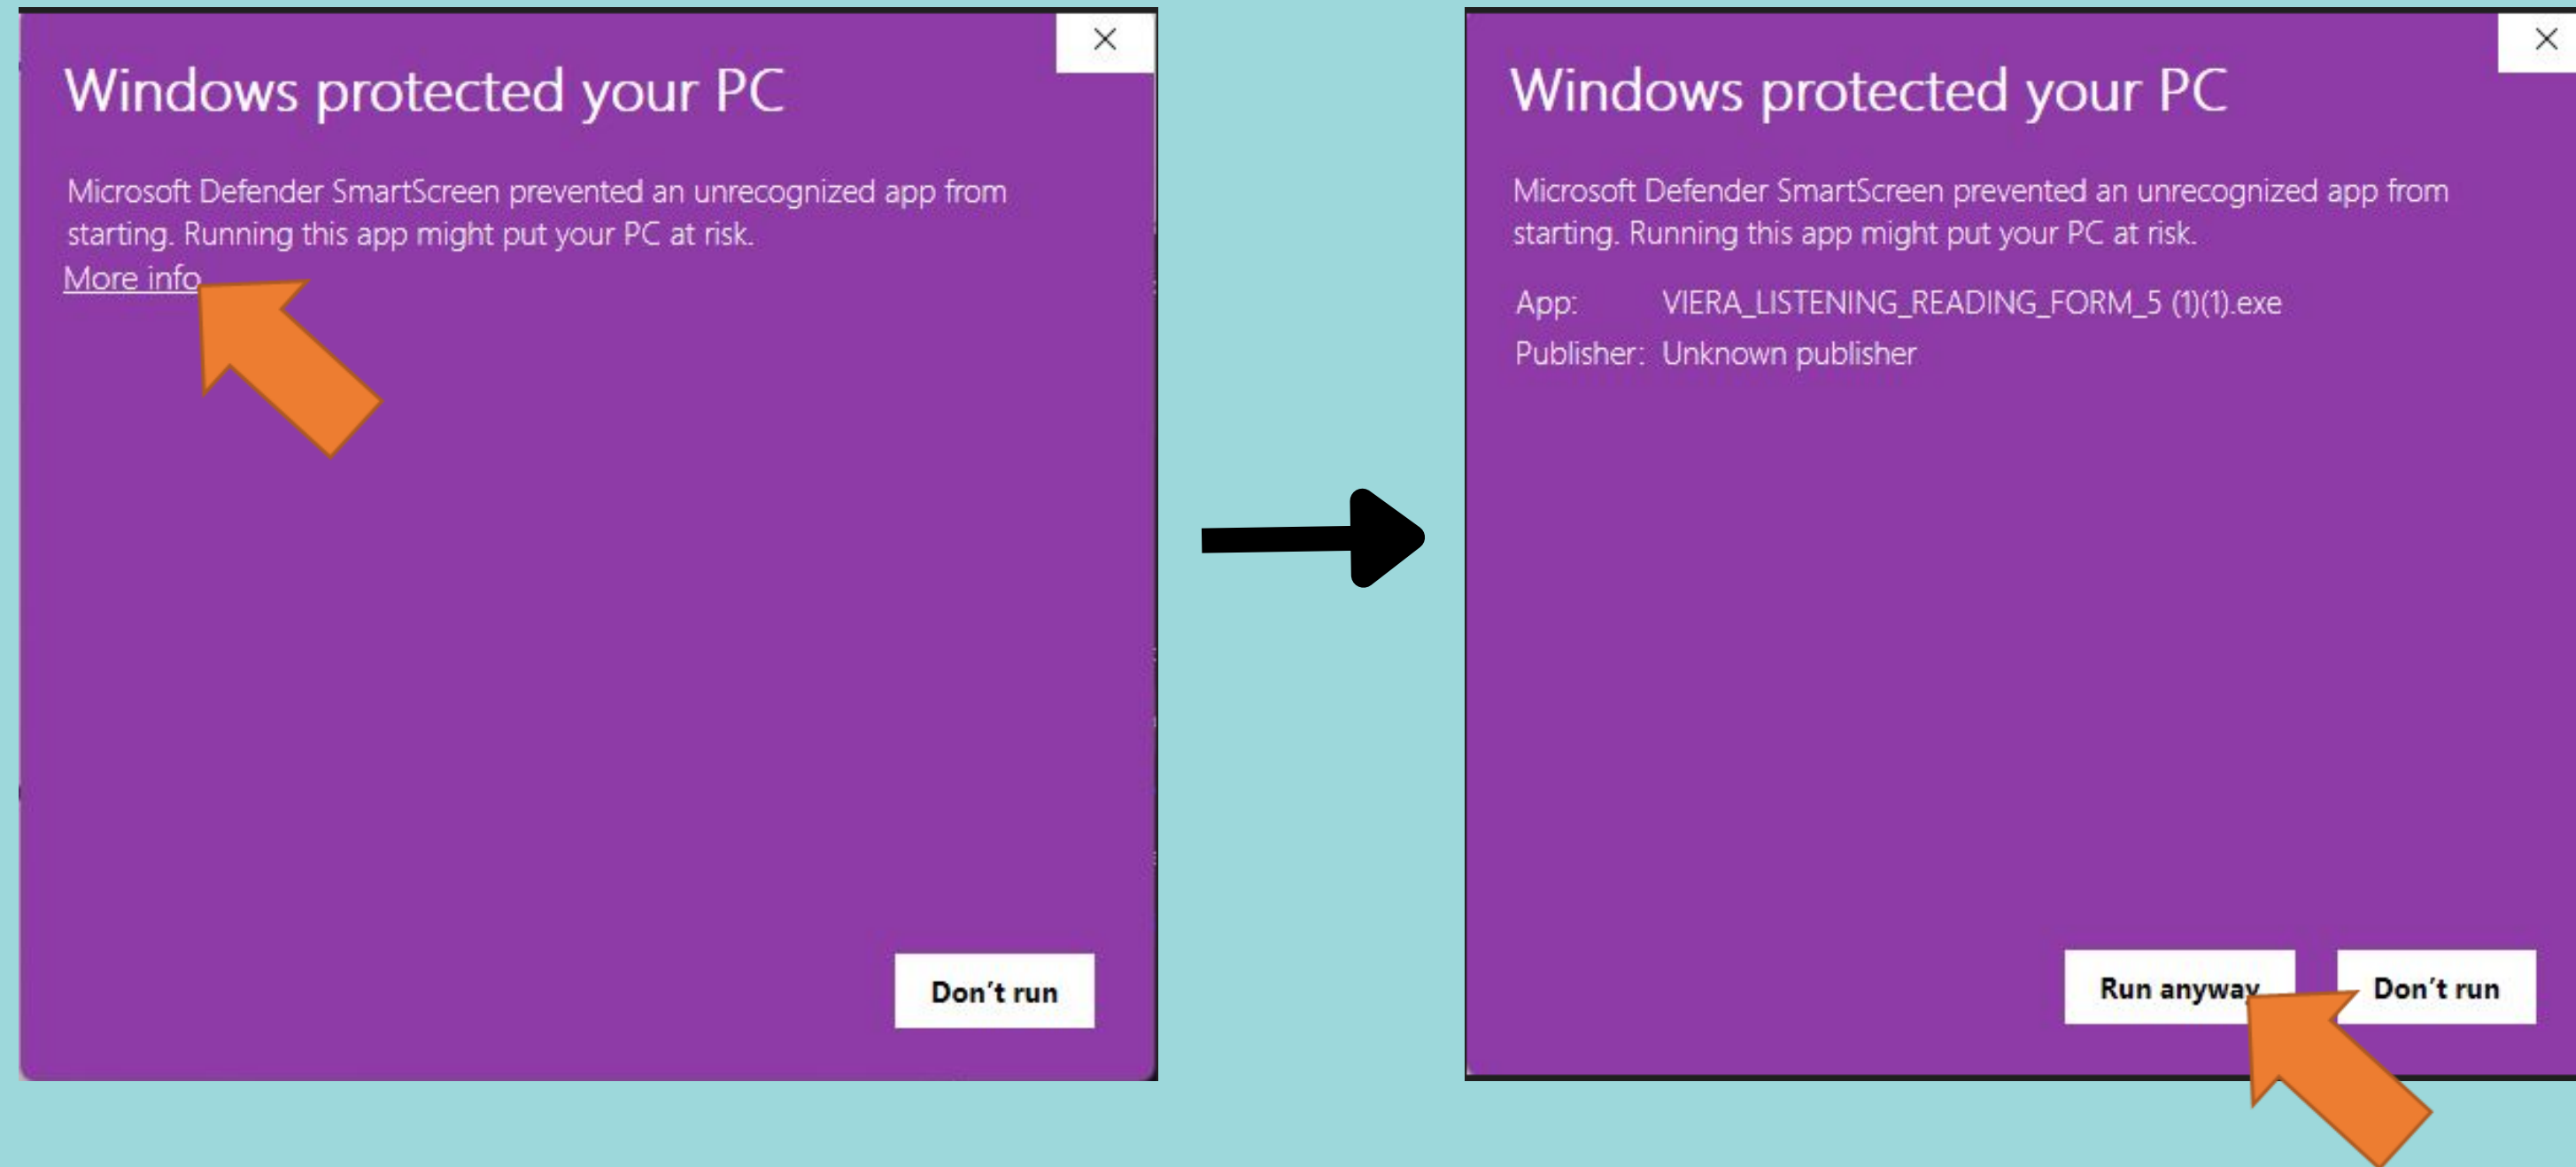 Windows protected your PC
Microsoft Defender SmartScreen prevented an unrecognized app from
starting. Running this app might put your PC at risk.
More info
Don't run
Windows protected your PC
Microsoft Defender SmartScreen prevented an unrecognized app from
starting. Running this app might put your PC at risk.
App: VIERA_LISTENING_READING_FORM_5 (1)(1).exe
Publisher: Unknown publisher
Run anyway Don't run